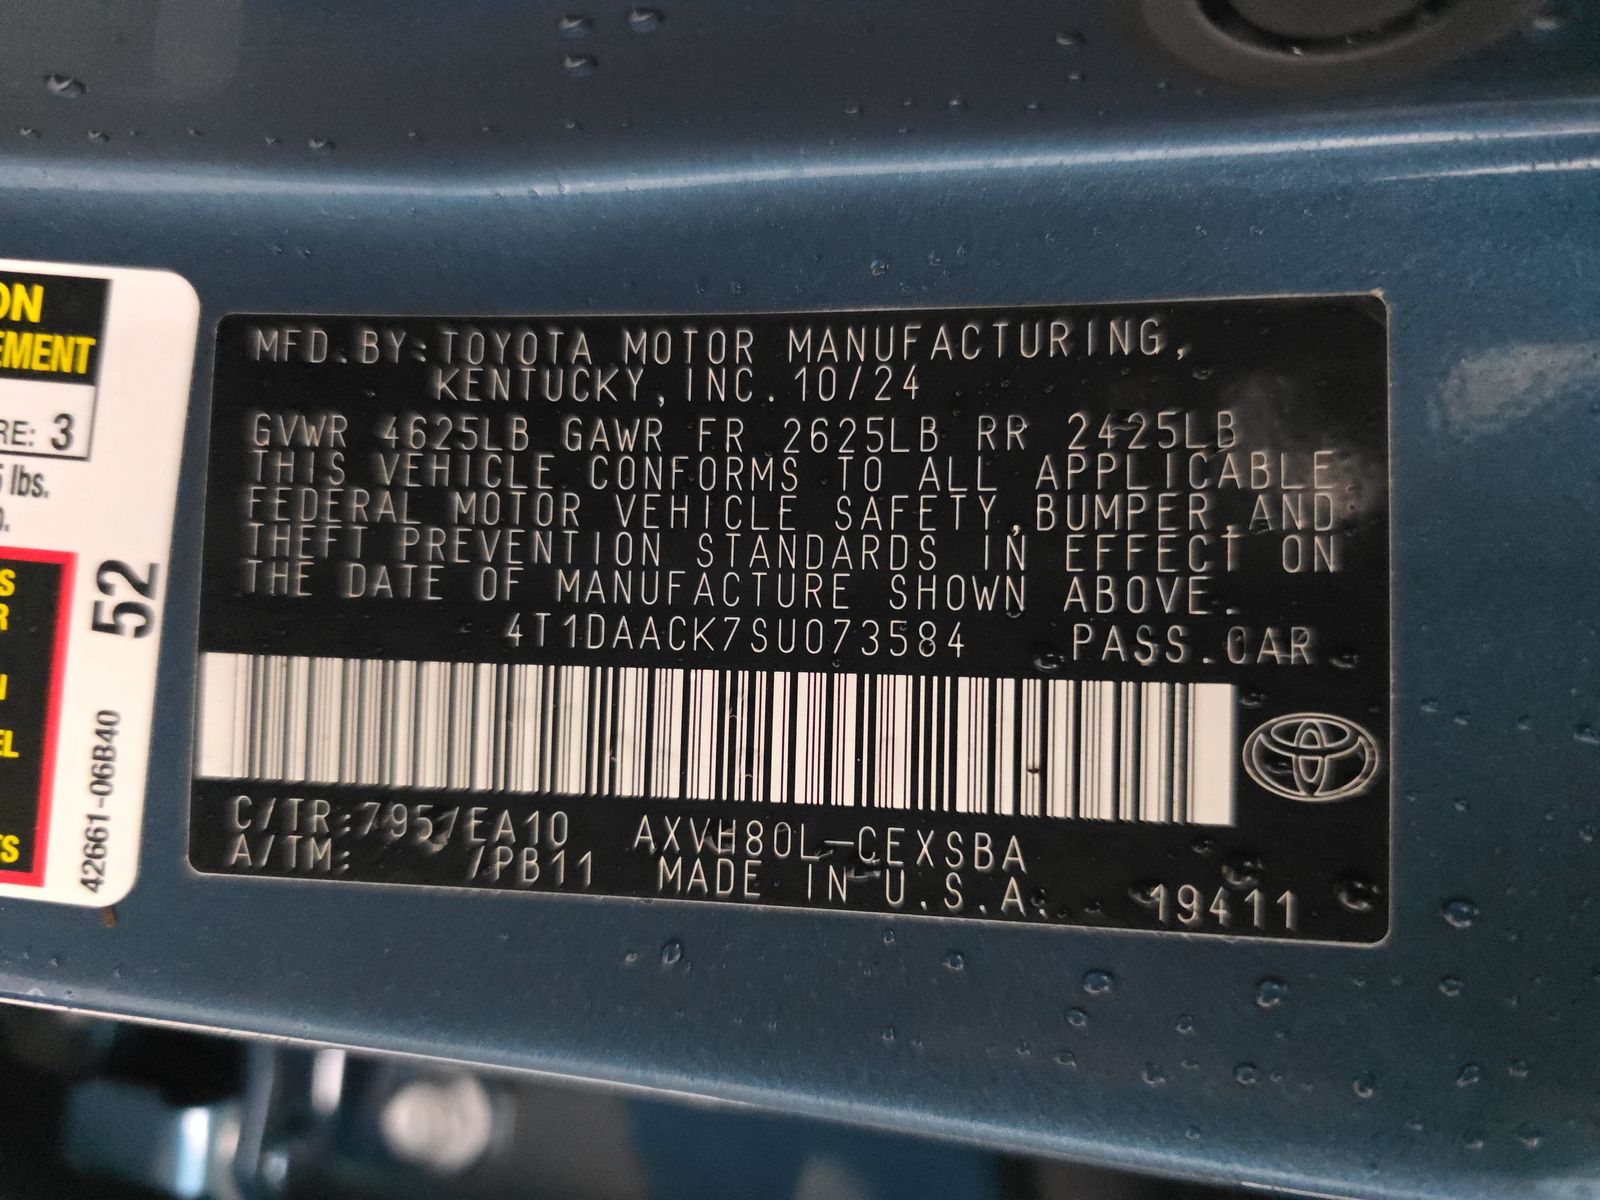 ON
EMENT
RE: 3
5 lbs.
52
42661-06B40
MFD.BY:TOYOTA MOTOR MANUFACTURING,
KENTUCKY,INC.10/24
GVWR 4625LB GAWR FR 2625LB RR 2425LB
THIS VEHICLE CONFORMS TO ALL APPLICABLE
FEDERAL MOTOR VEHICLE SAFETY,BUMPER,AND
THEFT PREVENTION STANDARDS IN EFFECT ON
THE DATE OF MANUFACTURE SHOWN ABOVE.
4T1DAACK7SU073584 PASS.CAR
C/TR:795/EA10 AXVH80L-CEXSBA
A/TM: /PB11 MADE IN U.S.A. 19411